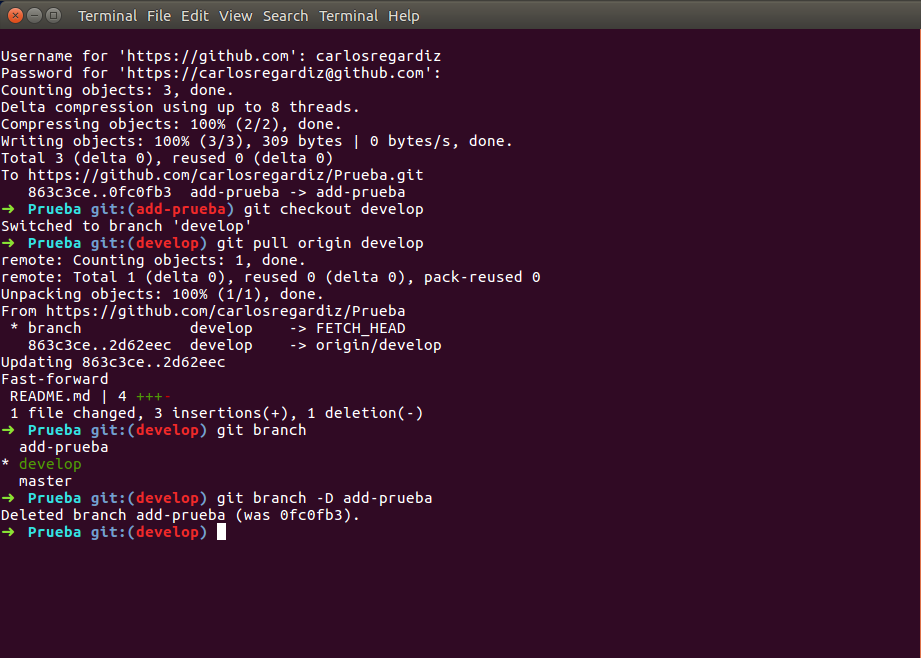 Terminal File Edit View Search Terminal Help
Username for 'https://github.com': carlosregardiz
Password for 'https://carlosregardiz@github.com':
Counting objects: 3, done.
Delta compression using up to 8 threads.
Compressing objects: 100% (2/2), done.
Writing objects: 100% (3/3), 309 bytes | 0 bytes/s, done.
Total 3 (delta 0), reused 0 (delta 0)
To https://github.com/carlosregardiz/Prueba.git
   863c3ce..0fc0fb3  add-prueba -> add-prueba
➜  Prueba git:(add-prueba) git checkout develop
Switched to branch 'develop'
➜  Prueba git:(develop) git pull origin develop
remote: Counting objects: 1, done.
remote: Total 1 (delta 0), reused 0 (delta 0), pack-reused 0
Unpacking objects: 100% (1/1), done.
From https://github.com/carlosregardiz/Prueba
 * branch            develop    -> FETCH_HEAD
   863c3ce..2d62eec  develop    -> origin/develop
Updating 863c3ce..2d62eec
Fast-forward
 README.md | 4 +++-
 1 file changed, 3 insertions(+), 1 deletion(-)
➜  Prueba git:(develop) git branch
  add-prueba
* develop
  master
➜  Prueba git:(develop) git branch -D add-prueba
Deleted branch add-prueba (was 0fc0fb3).
➜  Prueba git:(develop)